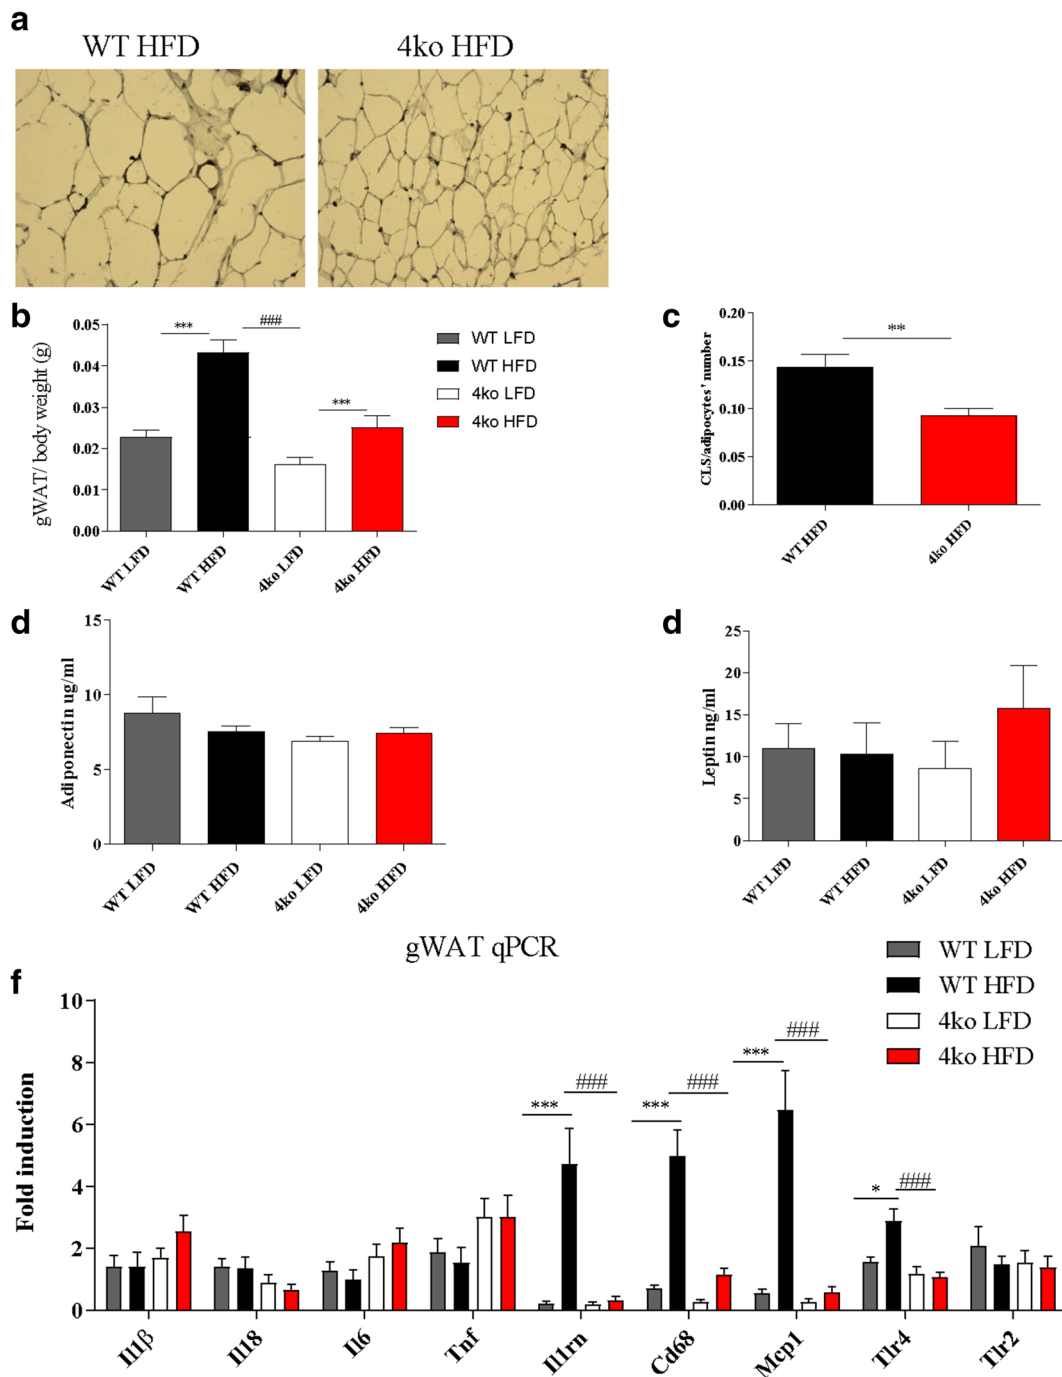 a
WT HFD
4ko HFD
b
gWAT/ body weight (g)
0.05
0.04
0.03
0.02
0.01
0.00
***
###
***
WT LFD
WT HFD
4ko LFD
4ko HFD
WT LFD
WT HFD
4ko LFD
4ko HFD
c
CLS/adipocytes' number
0.20
0.15
0.10
0.05
0.00
**
WT HFD
4ko HFD
d
Adiponectin ug/ml
15
10
5
0
WT LFD
WT HFD
4ko LFD
4ko HFD
d
Leptin ng/ml
25
20
15
10
5
0
WT LFD
WT HFD
4ko LFD
4ko HFD
gWAT qPCR
WT LFD
WT HFD
4ko LFD
4ko HFD
f
Fold induction
10
8
6
4
2
0
***
###
***
###
***
###
*
###
Il1β
Il18
Il6
Tnf
Il1rn
Cd68
Mcp1
Tlr4
Tlr2